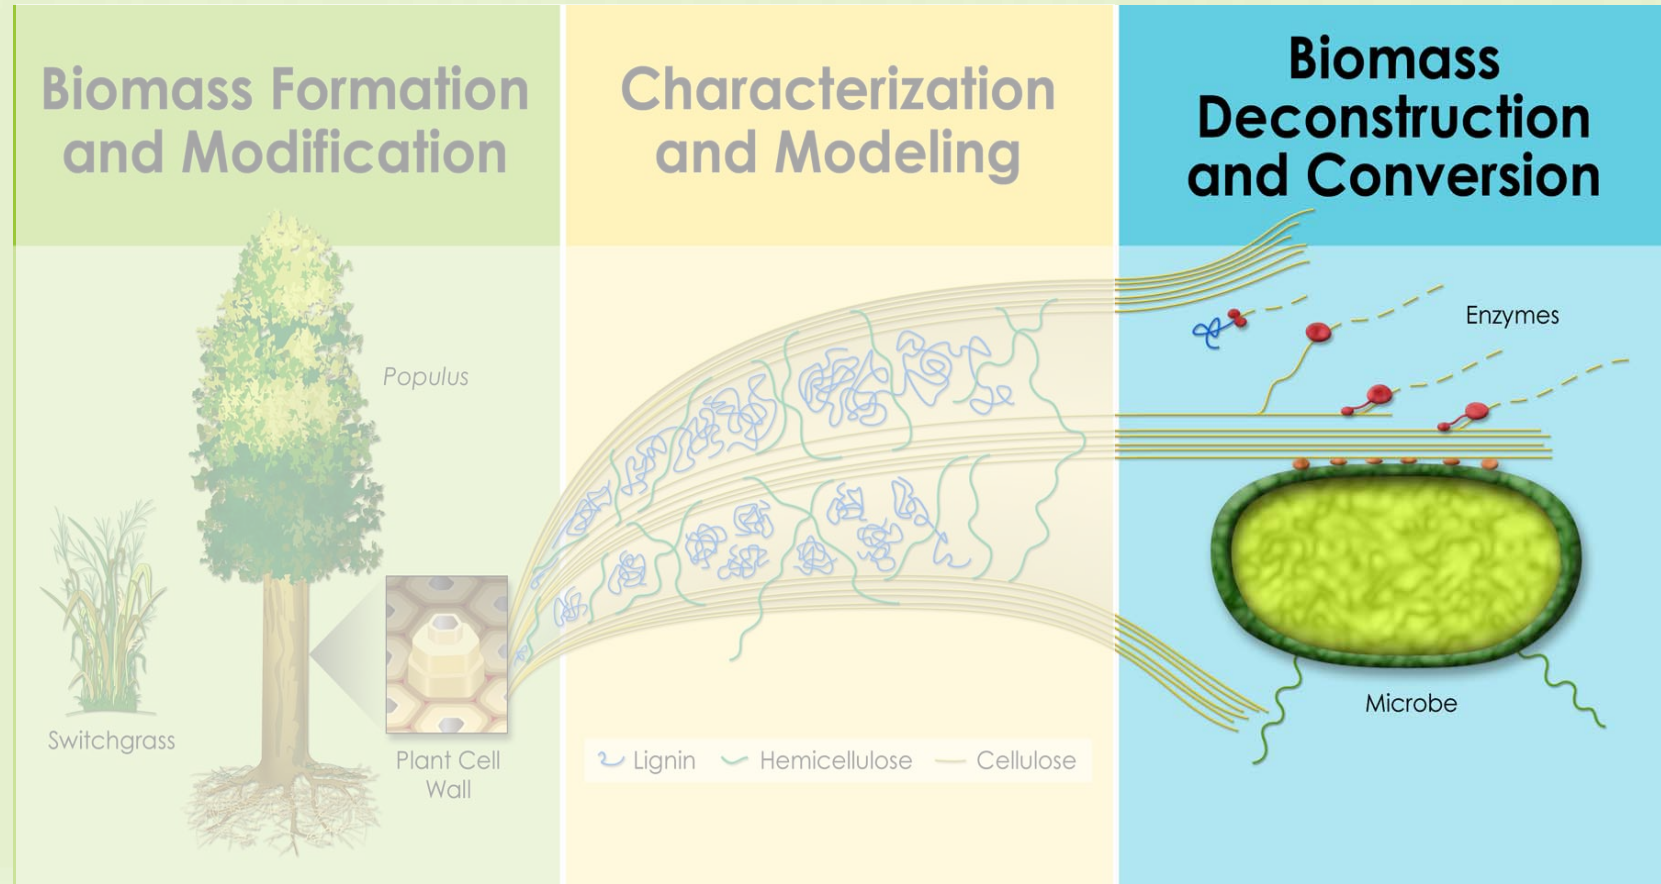 Biomass Formation
and Modification
Populus
Switchgrass
Plant Cell
Wall
Characterization
and Modeling
Lignin Hemicellulose Cellulose
Biomass
Deconstruction
and Conversion
Enzymes
Microbe